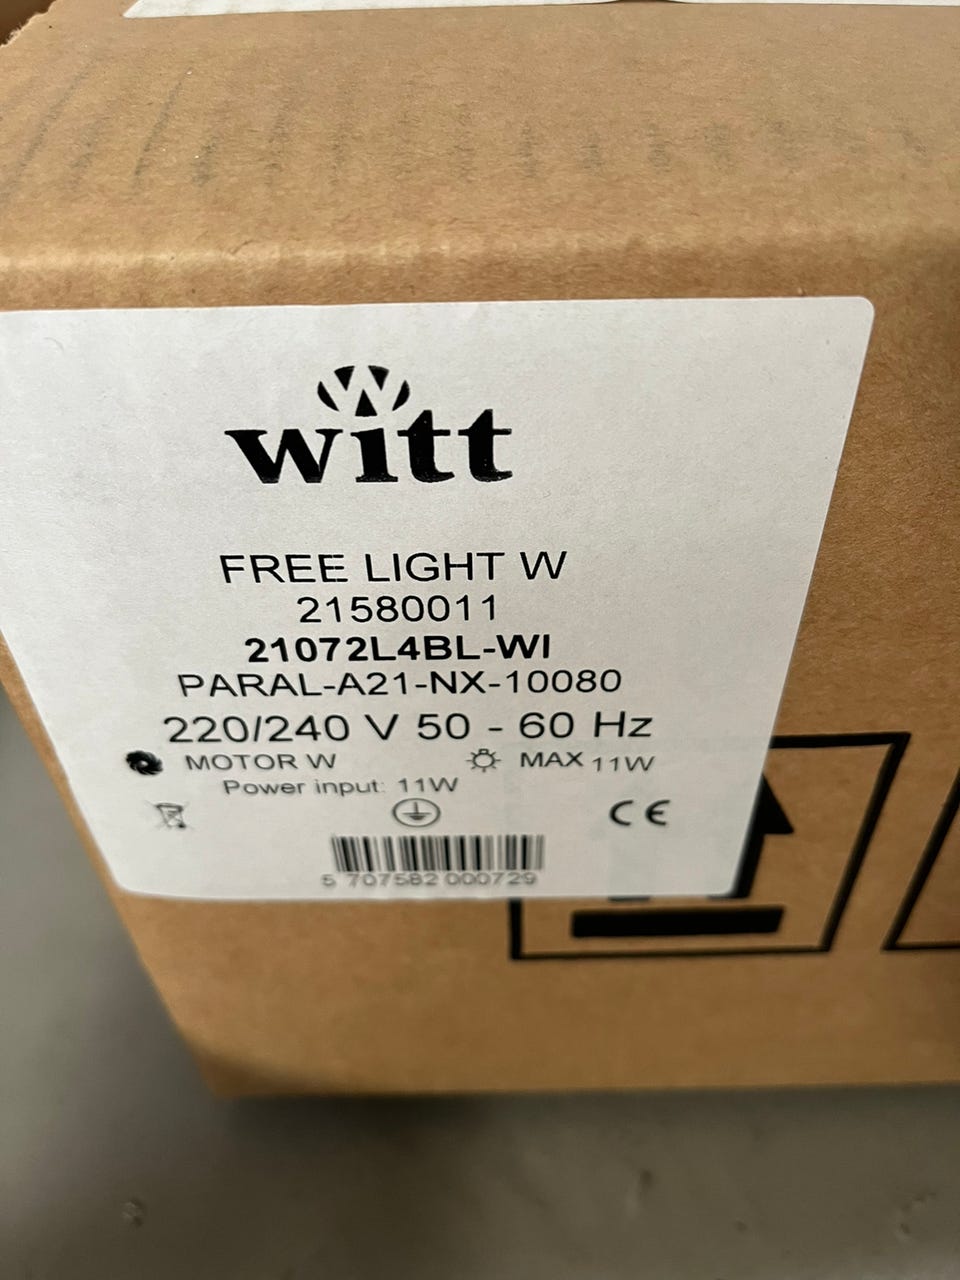 W
witt
FREE LIGHT W
21580011
21072L4BL-WI
PARAL-A21-NX-10080
220/240 V 50 - 60 Hz
MOTOR W MAX 11W
Power input: 11W
CE
5 707582 000729